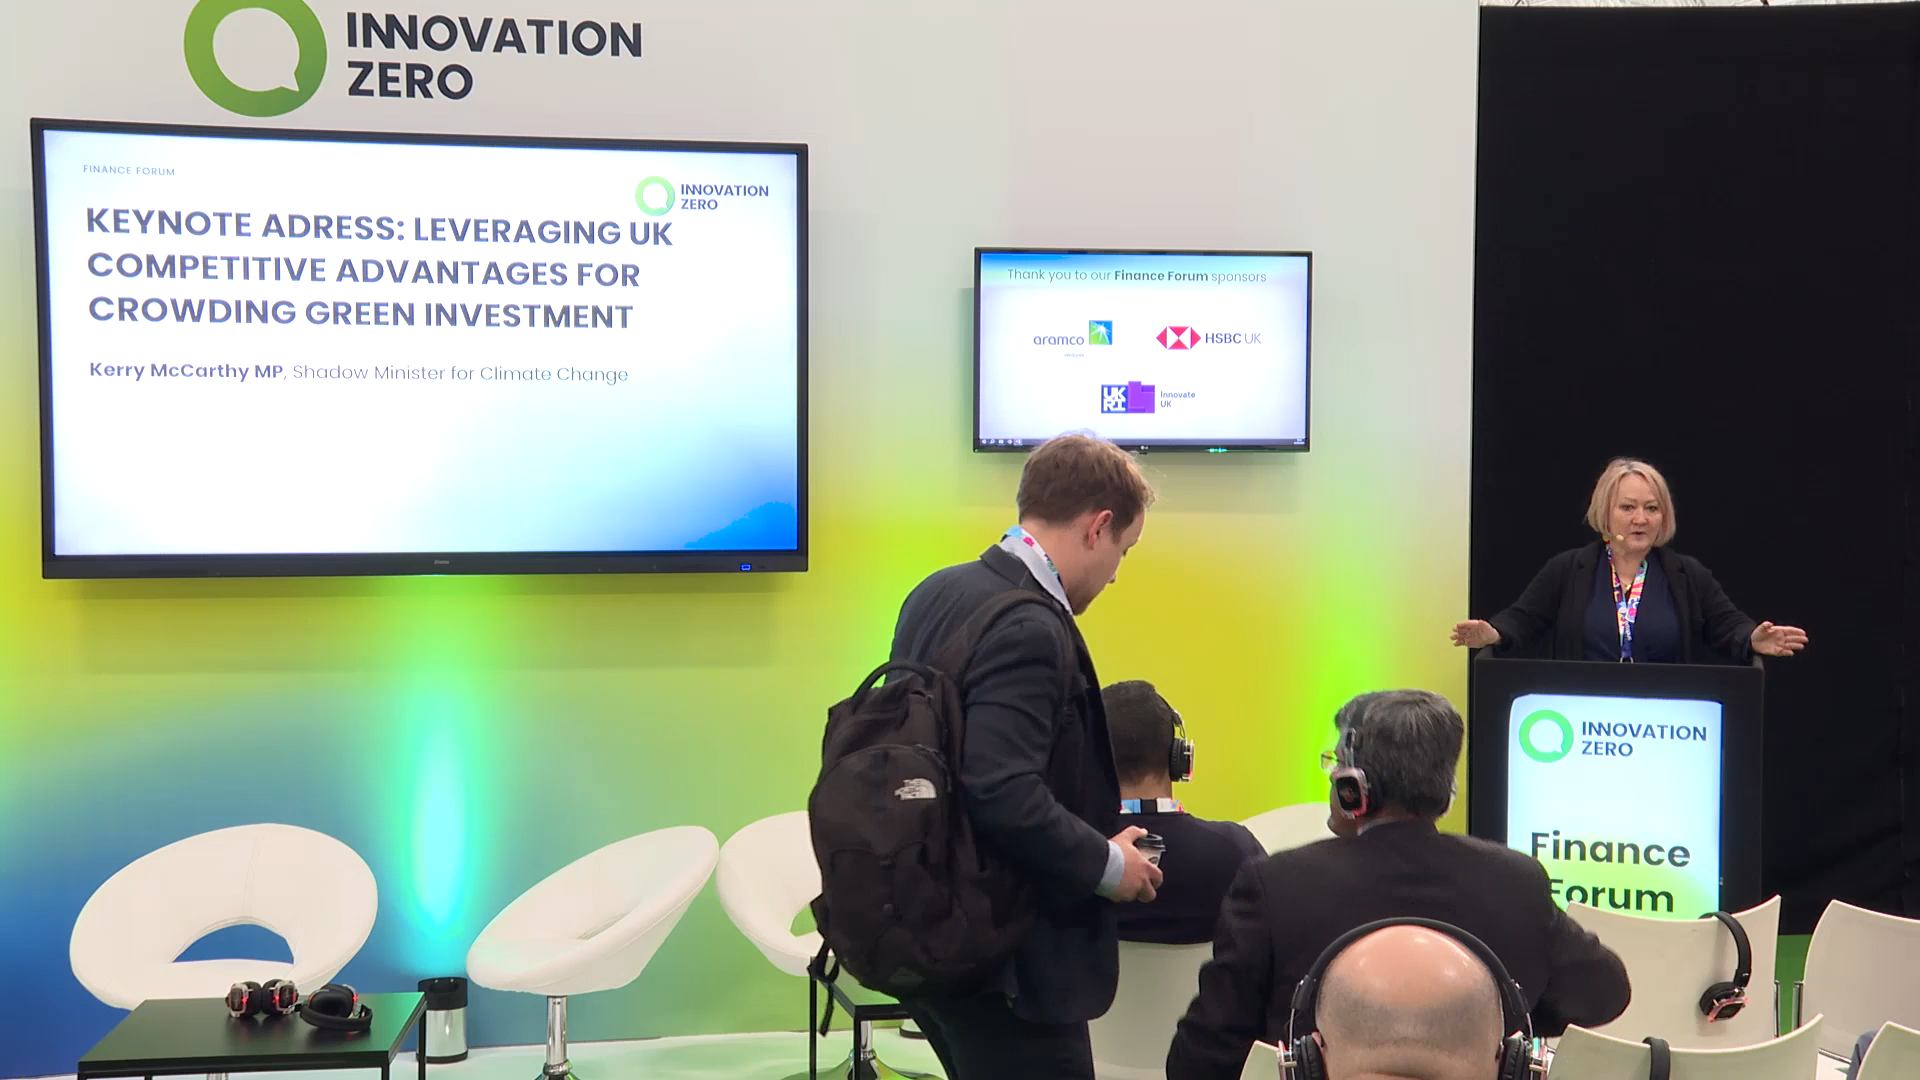 INNOVATION
ZERO
FINANCE FORUM
INNOVATION
ZERO
KEYNOTE ADRESS: LEVERAGING UK
COMPETITIVE ADVANTAGES FOR
CROWDING GREEN INVESTMENT
Kerry McCarthy MP, Shadow Minister for Climate Change
Thank you to our Finance Forum sponsors
aramco
HSBC UK
UK
RI
Innovate
UK
INNOVATION
ZERO
Finance
Forum